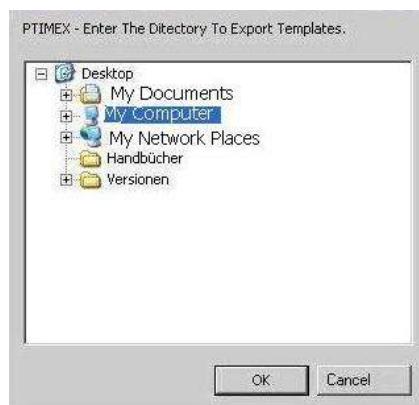 PTIMEX - Enter The Ditectory To Export Templates.
Desktop
My Documents
My Computer
My Network Places
Handbücher
Versionen
OK Cancel